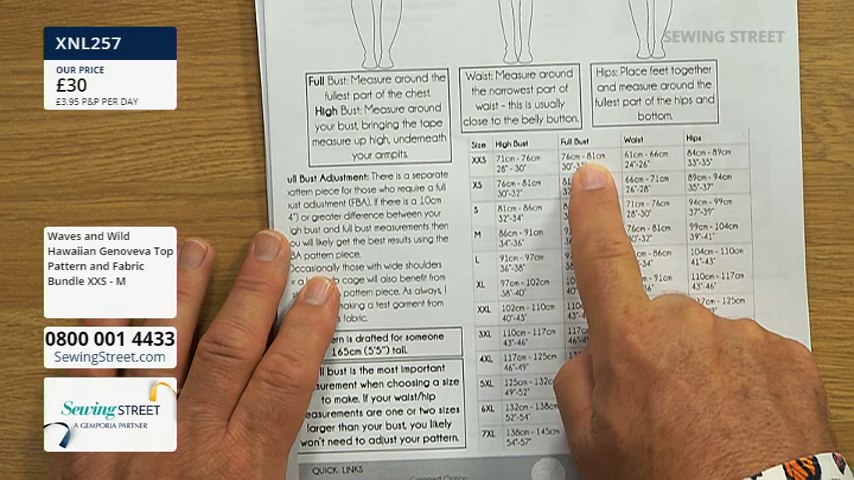 XNL257
OUR PRICE
£30
£3.95 P&P PER DAY
SEWING STREET
Waves and Wild
Hawaiian Genoveva Top
Pattern and Fabric
Bundle XXS - M
0800 001 4433
SewingStreet.com
Sewing STREET
A GEMPORIA PARTNER
Full Bust: Measure around the
fullest part of the chest.
High Bust: Measure around
your bust, bringing the tape
measure up high, underneath
your armpits.
Waist: Measure around
the narrowest part of
waist - this is usually
close to the belly button.
Hips: Place feet together
and measure around the
fullest part of the hips and
bottom.
Bust Adjustment: There is a separate
pattern piece for those who require a full
bust adjustment (FBA). If there is a 10cm
4") or greater difference between your
bust and full bust measurements then
you will likely get the best results using the
pattern piece.
Occasionally those with wide shoulders
cage will also benefit from
pattern piece. As always, I
making a test garment from
fabric.
is drafted for someone
165cm (5'5") tall.
bust is the most important
when choosing a size
to make. If your waist/hip
are one or two sizes
larger than your bust, you likely
won't need to adjust your pattern.
QUICK LINKS
Size High Bust Full Bust Waist Hips
XXS 71cm - 76cm 76cm - 81cm 61cm - 66cm 84cm - 89cm
28" - 30" 24"-26" 33"-35"
XS 76cm - 81cm 66cm - 71cm 89cm - 94cm
30"-32" 26"-28" 35"-37"
S 81cm - 86cm 71cm - 76cm 94cm - 99cm
32"-34" 28"-30" 37"-39"
M 86cm - 91cm 76cm - 81cm 99cm - 104cm
34"-36" 39"-41"
L 91cm - 97cm 104cm - 110cm
36"-38" 41"-43"
XL 97cm - 102cm 91cm 110cm - 117cm
38"-40" 43"-46"
XXL 102cm - 110cm 125cm
40"-43"
3XL 110cm - 117cm
43"-46"
4XL 117cm - 125cm
46"-49"
5XL 125cm - 132cm
49"-52"
6XL 132cm - 138cm
52"-54"
7XL 138cm - 145cm
54"-57"